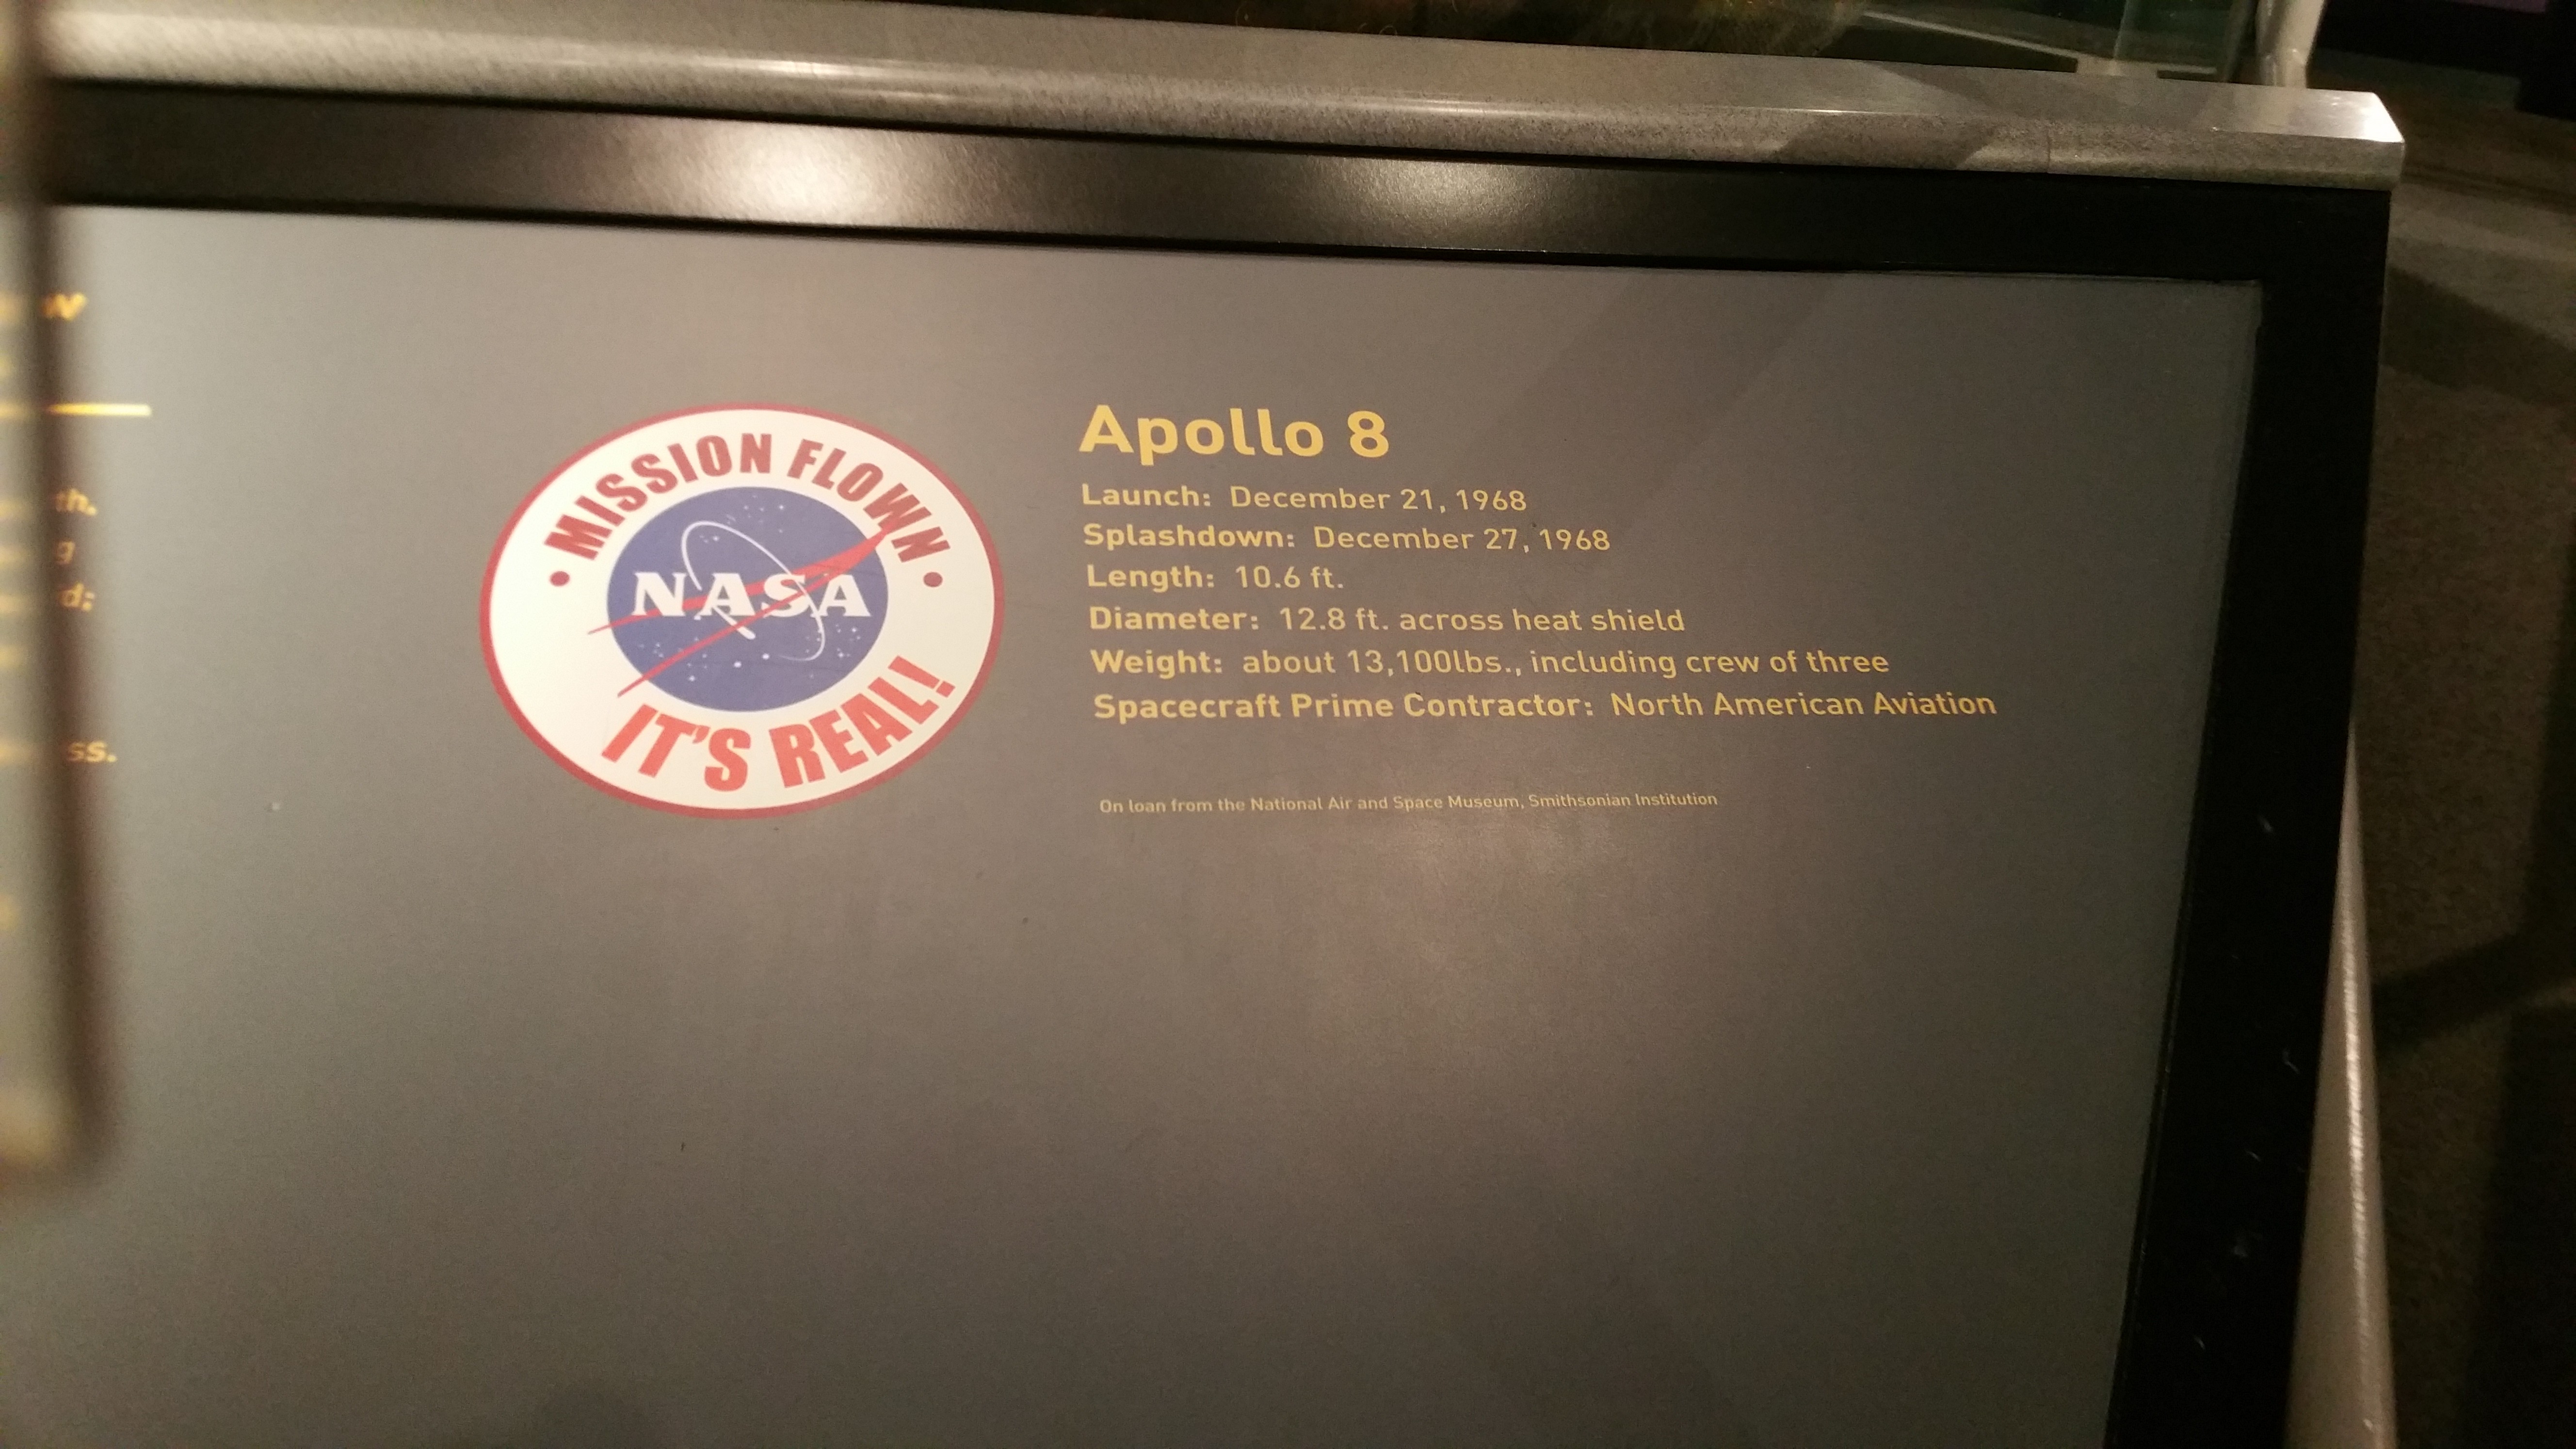 MISSION FLOWN
NASA
IT'S REAL!
Apollo 8
Launch: December 21, 1968
Splashdown: December 27, 1968
Length: 10.6 ft.
Diameter: 12.8 ft. across heat shield
Weight: about 13,100lbs., including crew of three
Spacecraft Prime Contractor: North American Aviation
On loan from the National Air and Space Museum, Smithsonian Institution